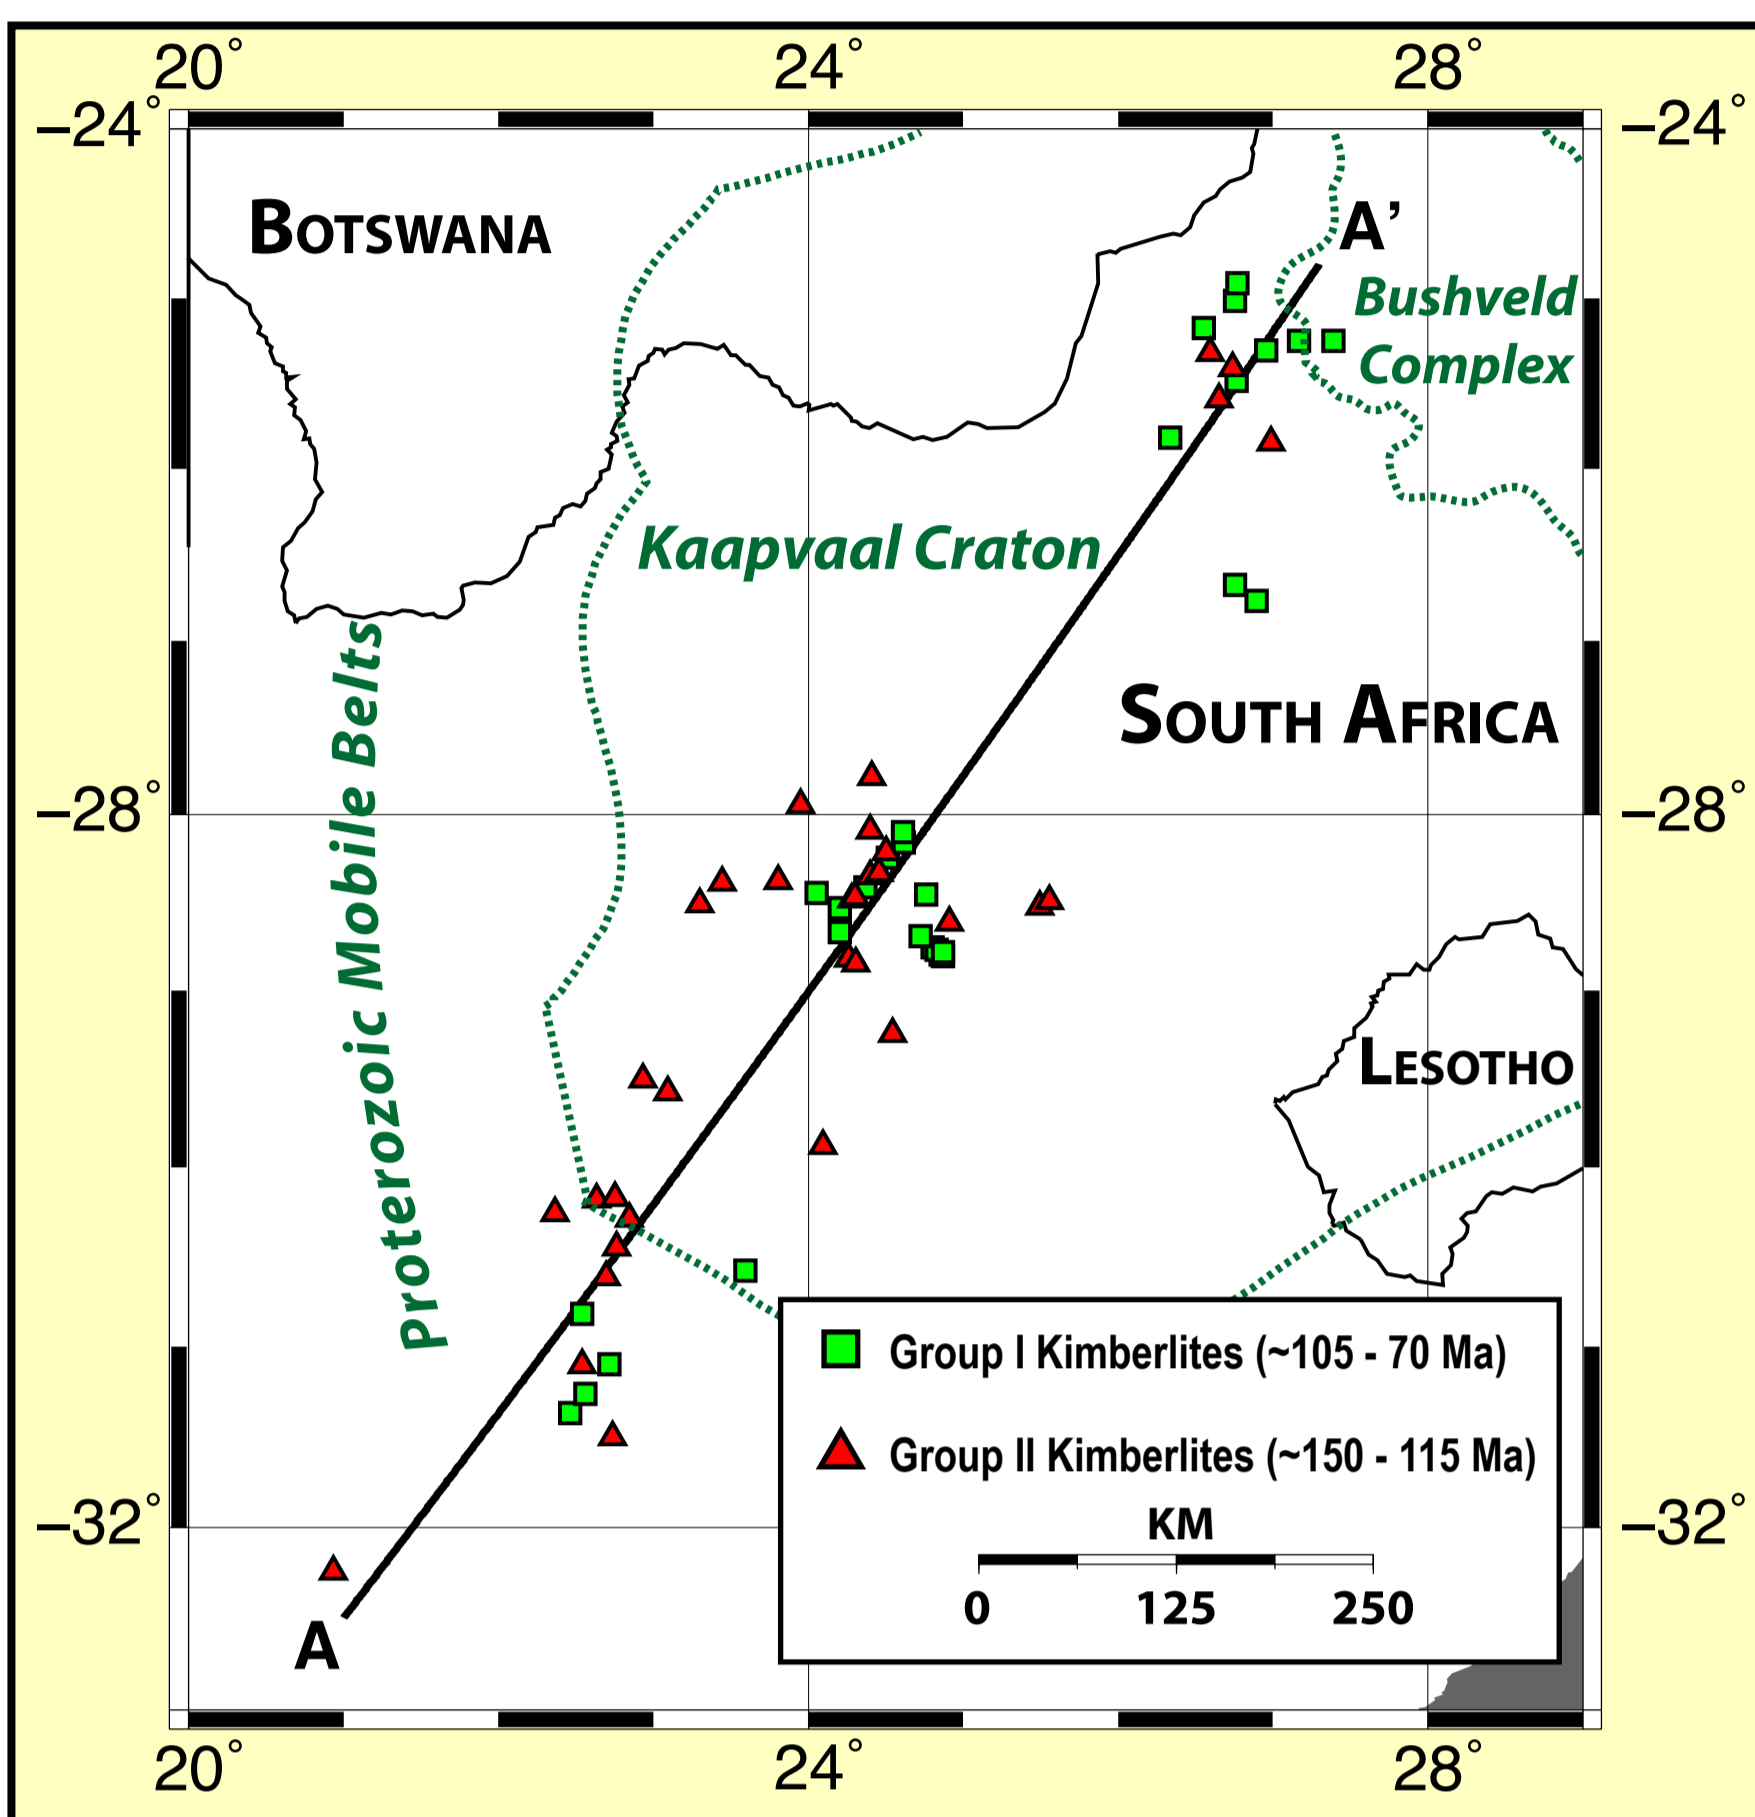 20° 24° 28°
−24° −24°
BOTSWANA
A’
Bushveld
Complex
Kaapvaal Craton
Proterozoic Mobile Belts
SOUTH AFRICA
−28° −28°
LESOTHO
Group I Kimberlites (~105 - 70 Ma)
Group II Kimberlites (~150 - 115 Ma)
KM
0 125 250
−32° −32°
A
20° 24° 28°